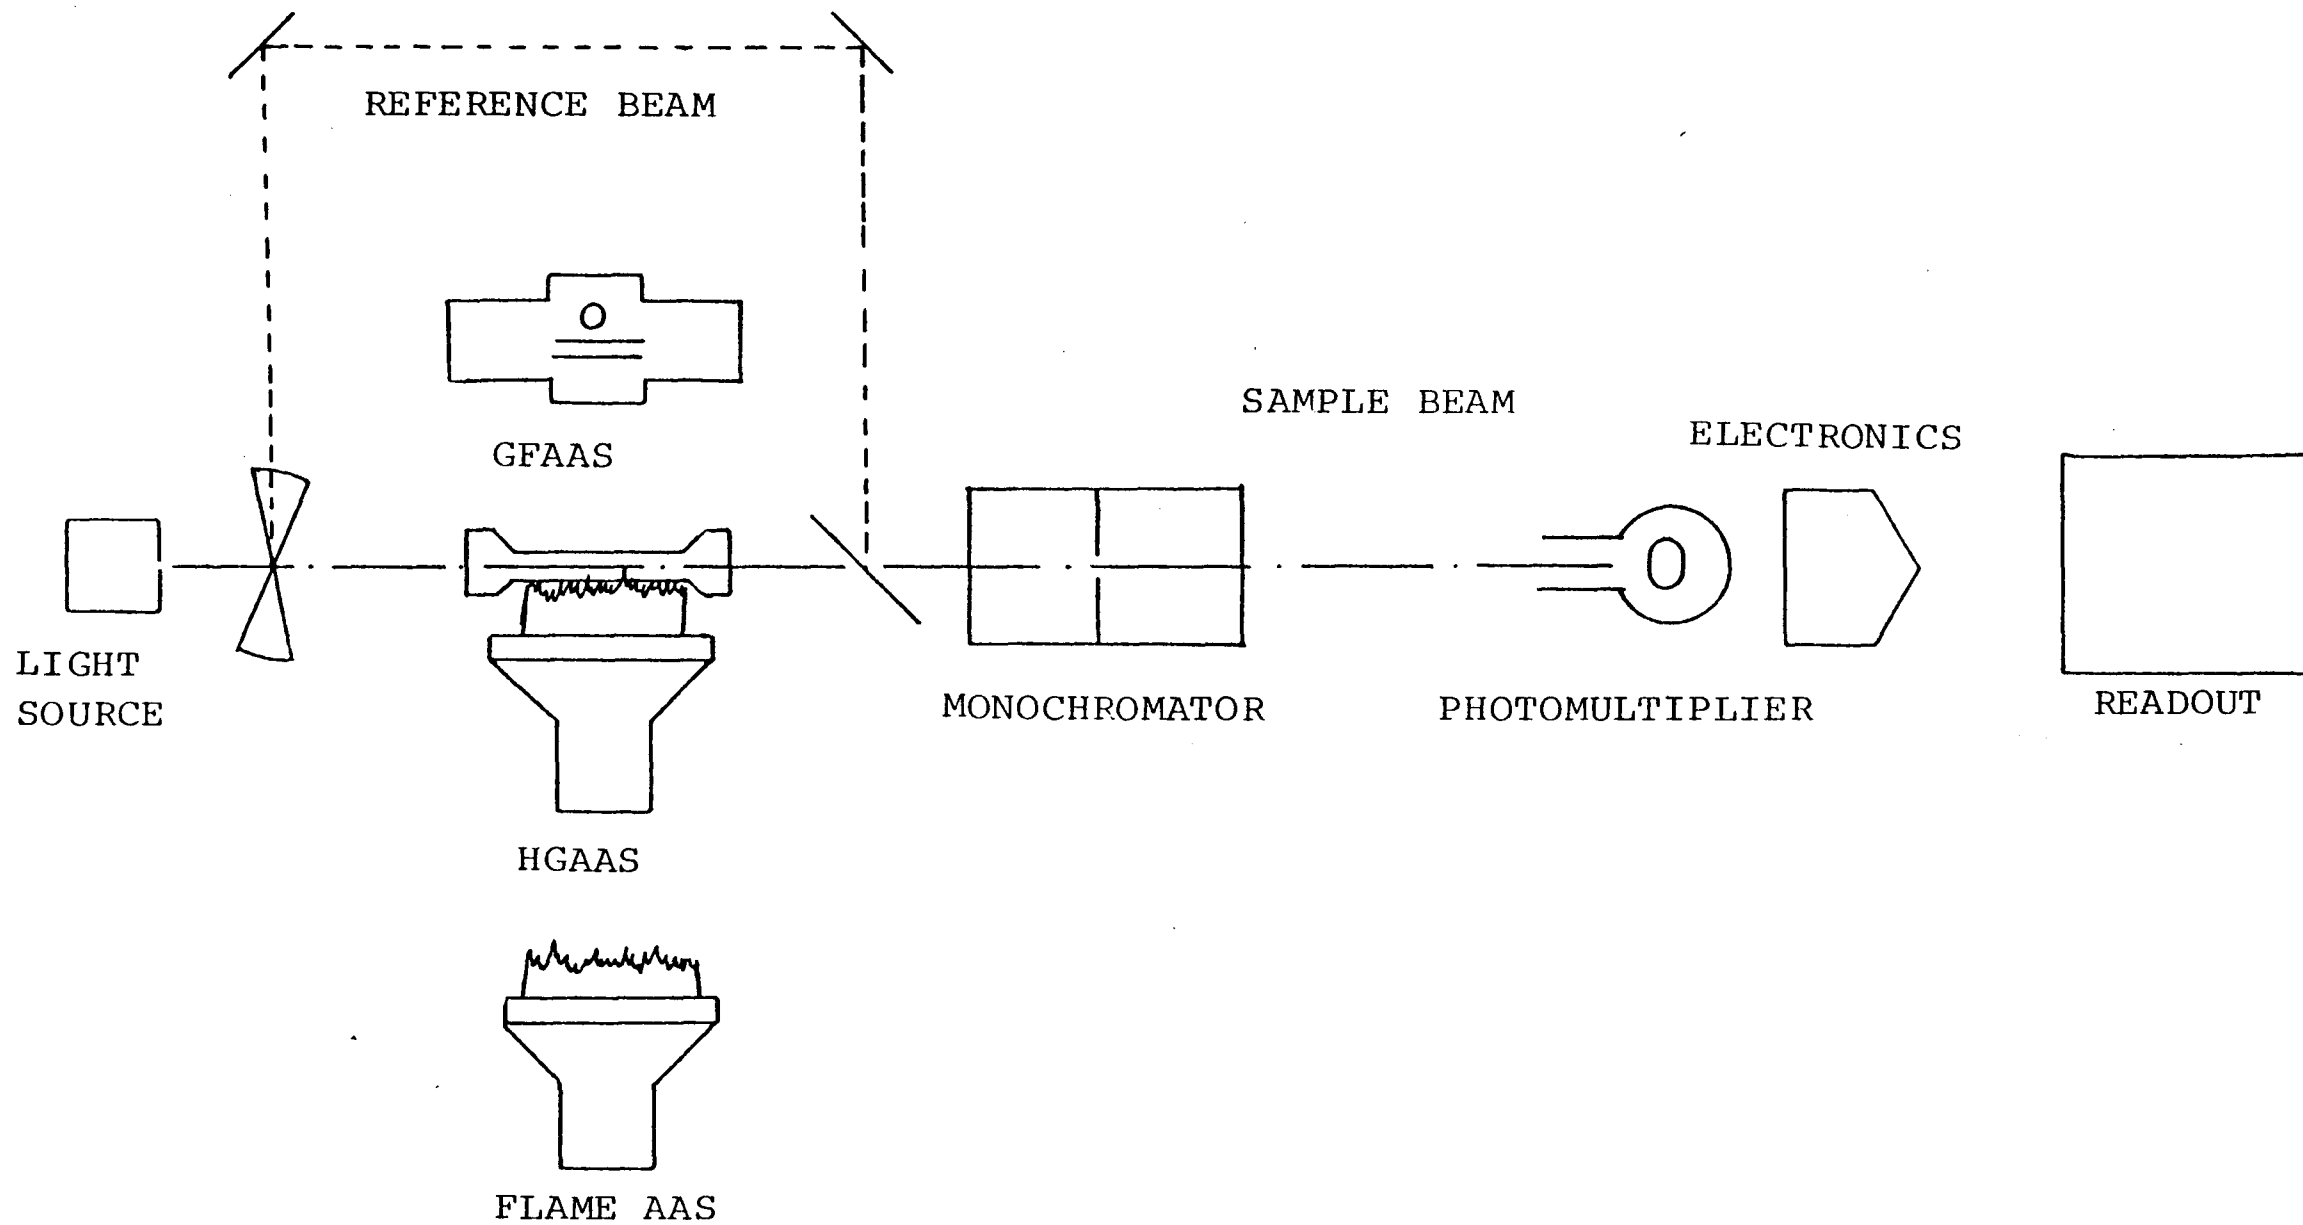 REFERENCE BEAM
GFAAS
SAMPLE BEAM
ELECTRONICS
LIGHT
SOURCE
MONOCHROMATOR
PHOTOMULTIPLIER
READOUT
HGAAS
FLAME AAS